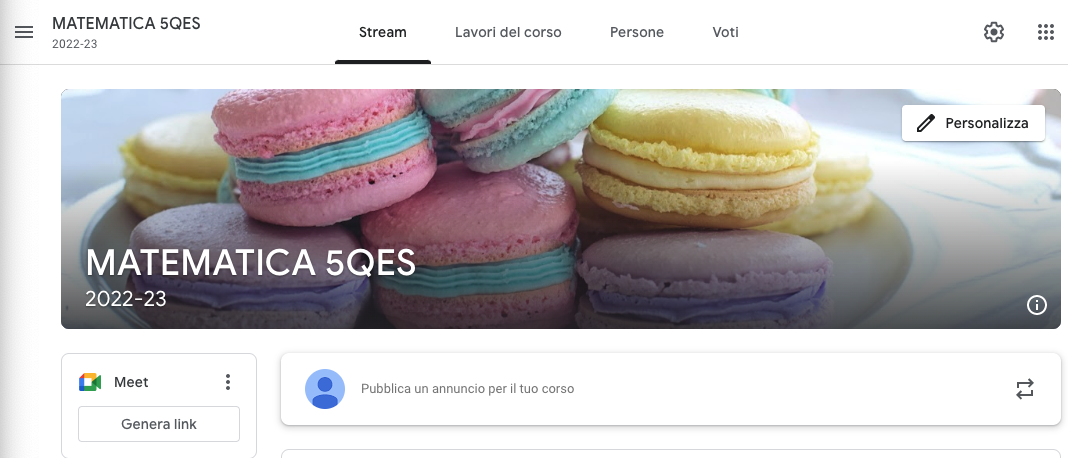 MATEMATICA 5QES
2022-23
Stream
Lavori del corso
Persone
Voti
Personalizza
MATEMATICA 5QES
2022-23
Meet
Genera link
Pubblica un annuncio per il tuo corso